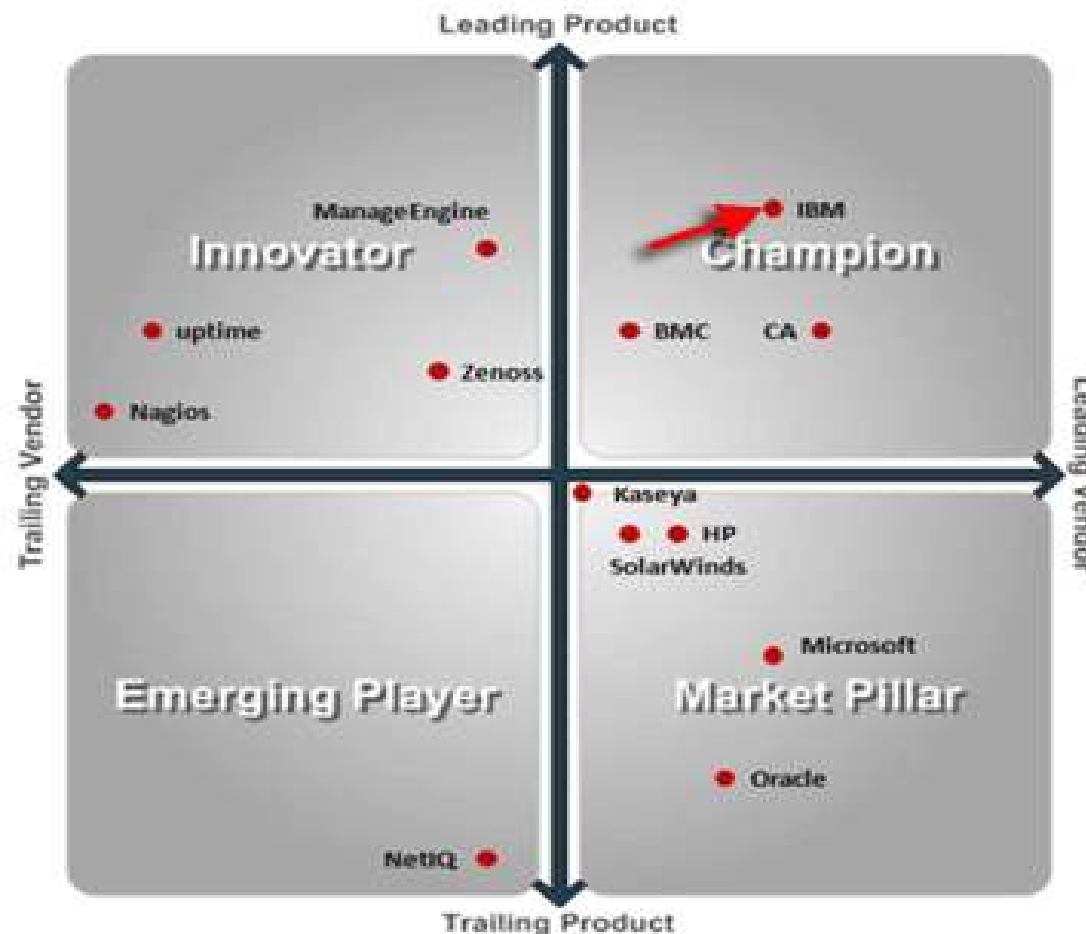 Leading Product
ManageEngine
IBM
Innovator
Champion
uptime
BMC
CA
Zenoss
Nagios
Trailing Vendor
Leading Vendor
Kaseya
HP
SolarWinds
Microsoft
Emerging Player
Market Pillar
Oracle
NetIQ
Trailing Product